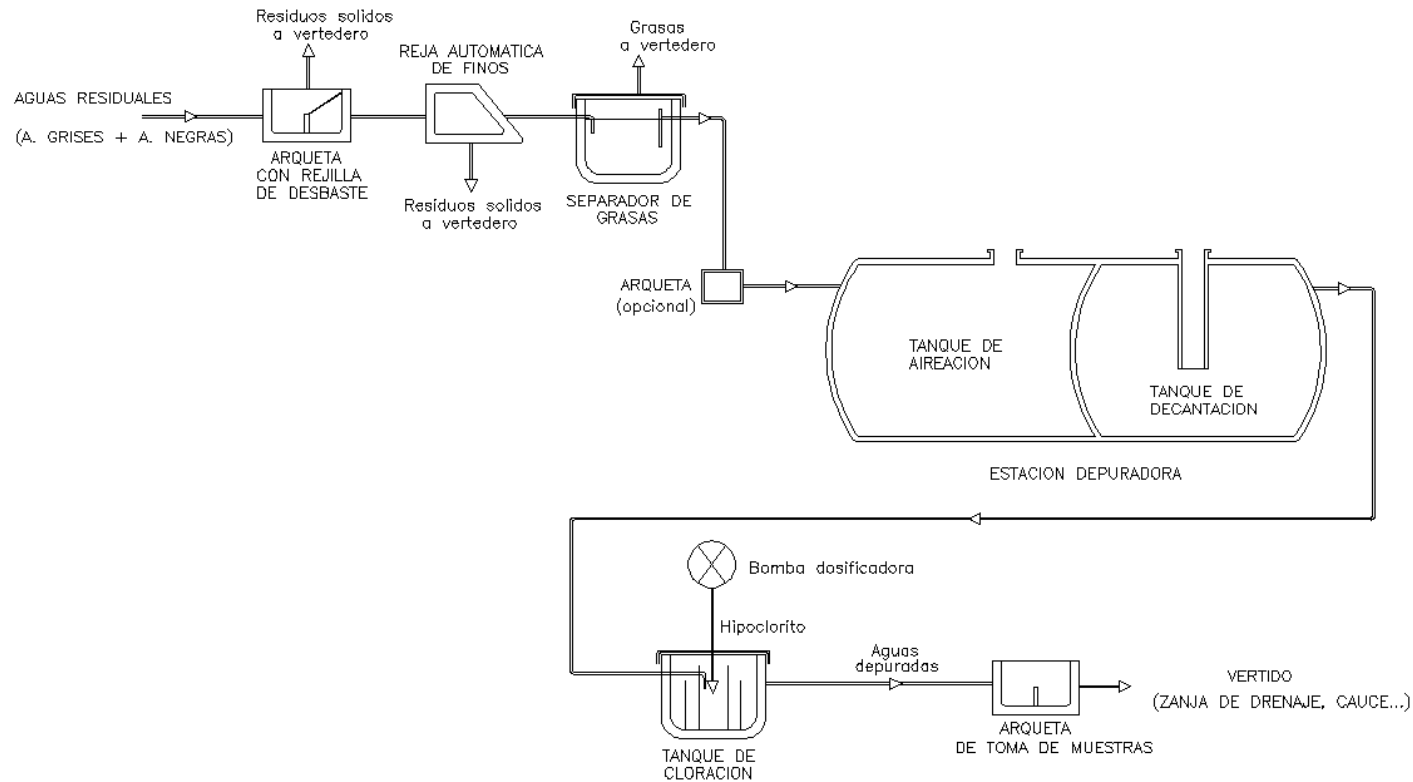 Residuos solidos
a vertedero
AGUAS RESIDUALES
(A. GRISES + A. NEGRAS)
ARQUETA
CON REJILLA
DE DESBASTE
REJA AUTOMATICA
DE FINOS
Residuos solidos
a vertedero
Grasas
a vertedero
SEPARADOR DE
GRASAS
ARQUETA
(opcional)
TANQUE DE
AIREACION
TANQUE DE
DECANTACION
ESTACION DEPURADORA
Bomba dosificadora
Hipoclorito
TANQUE DE
CLORACION
Aguas
depuradas
ARQUETA
DE TOMA DE MUESTRAS
VERTIDO
(ZANJA DE DRENAJE, CAUCE...)